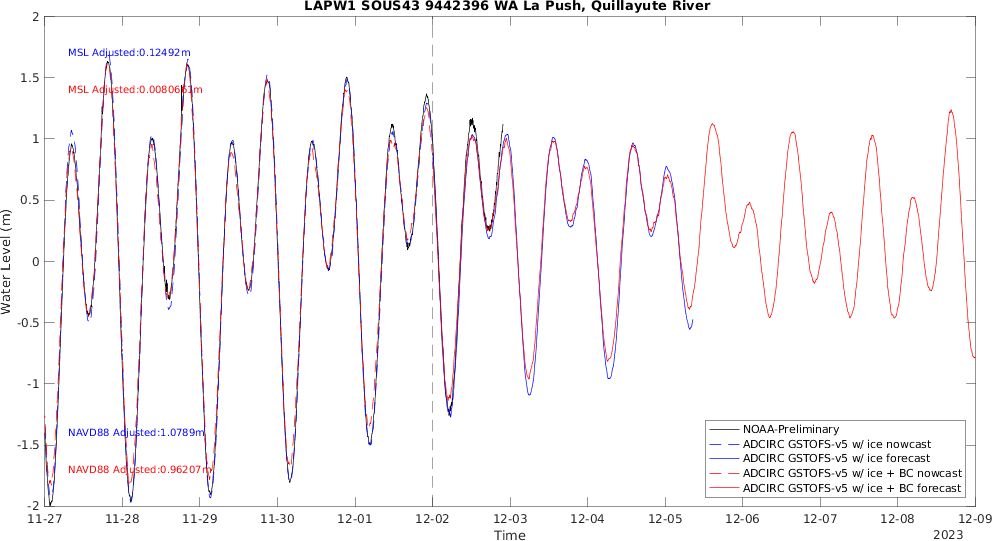 LAPW1 SOUS43 9442396 WA La Push, Quillayute River
2
1.5
1
0.5
0
-0.5
-1
-1.5
-2
Water Level (m)
MSL Adjusted:0.12492m
MSL Adjusted:0.0080661m
NAVD88 Adjusted:1.0789m
NAVD88 Adjusted:0.96207m
NOAA-Preliminary
ADCIRC GSTOFS-v5 w/ ice nowcast
ADCIRC GSTOFS-v5 w/ ice forecast
ADCIRC GSTOFS-v5 w/ ice + BC nowcast
ADCIRC GSTOFS-v5 w/ ice + BC forecast
11-27 11-28 11-29 11-30 12-01 12-02 12-03 12-04 12-05 12-06 12-07 12-08 12-09
Time
2023